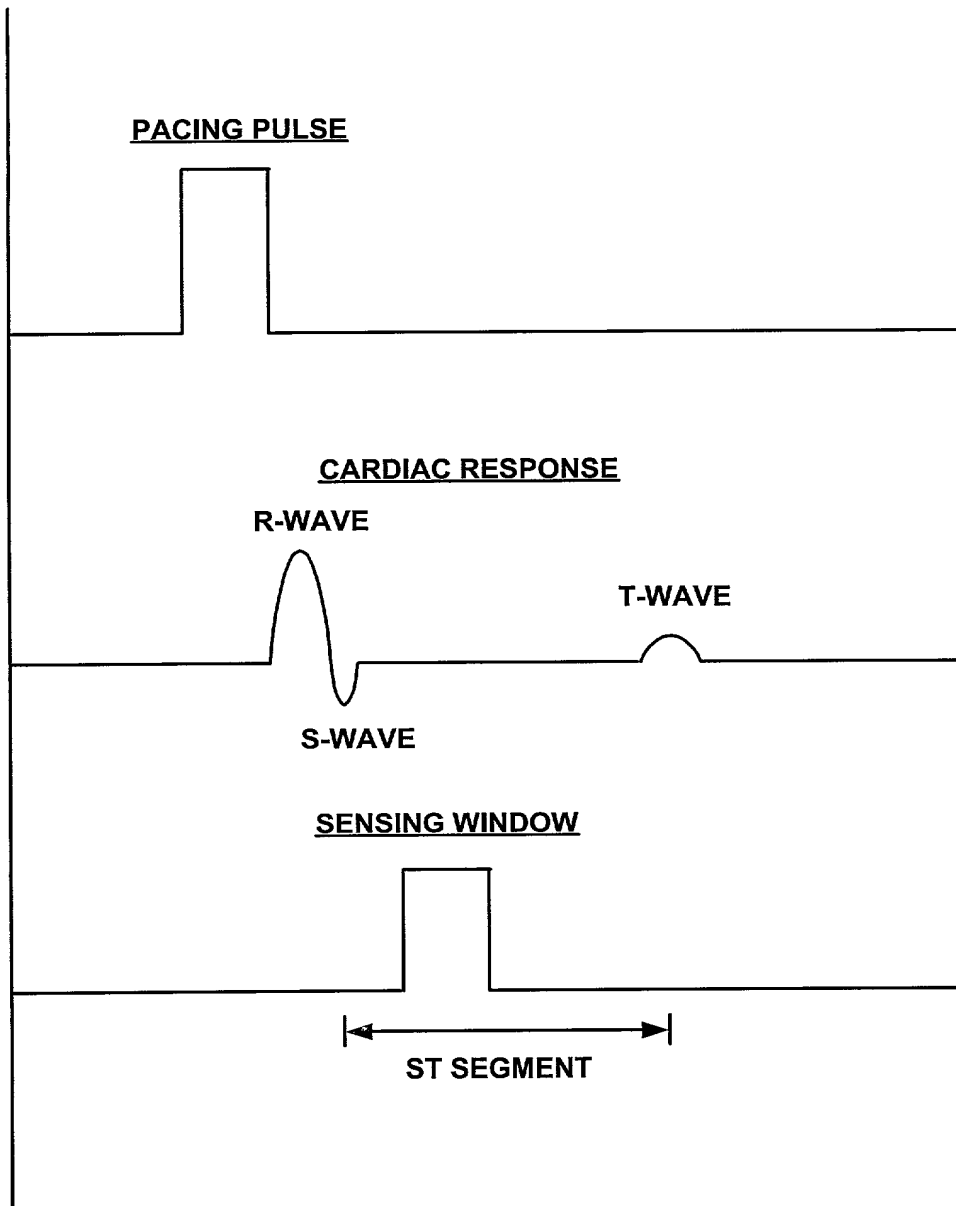 PACING PULSE
CARDIAC RESPONSE
R-WAVE
T-WAVE
S-WAVE
SENSING WINDOW
ST SEGMENT